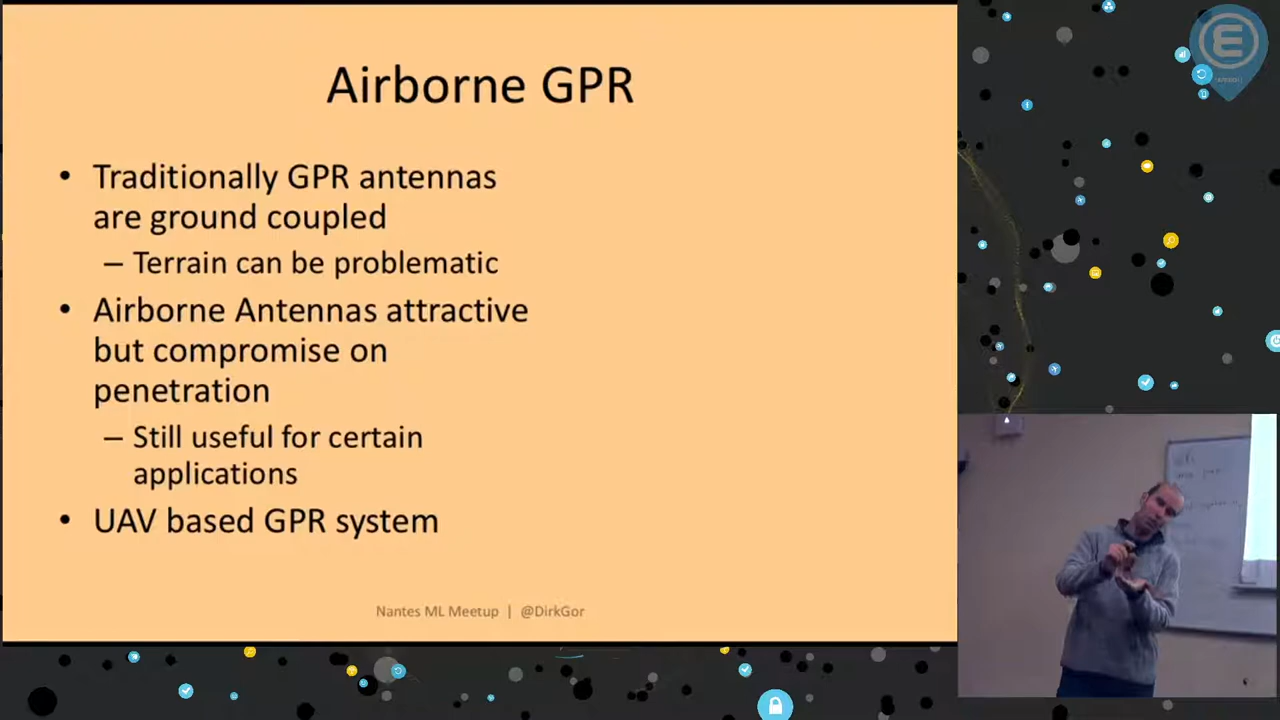 Airborne GPR
• Traditionally GPR antennas
are ground coupled
– Terrain can be problematic
• Airborne Antennas attractive
but compromise on
penetration
– Still useful for certain
applications
• UAV based GPR system
Nantes ML Meetup | @DirkGor